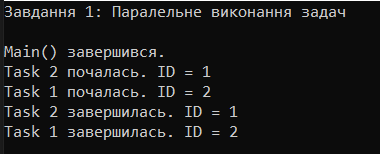 Завдання 1: Паралельне виконання задач
Main() завершився.
Task 2 почалась. ID = 1
Task 1 почалась. ID = 2
Task 2 завершилась. ID = 1
Task 1 завершилась. ID = 2